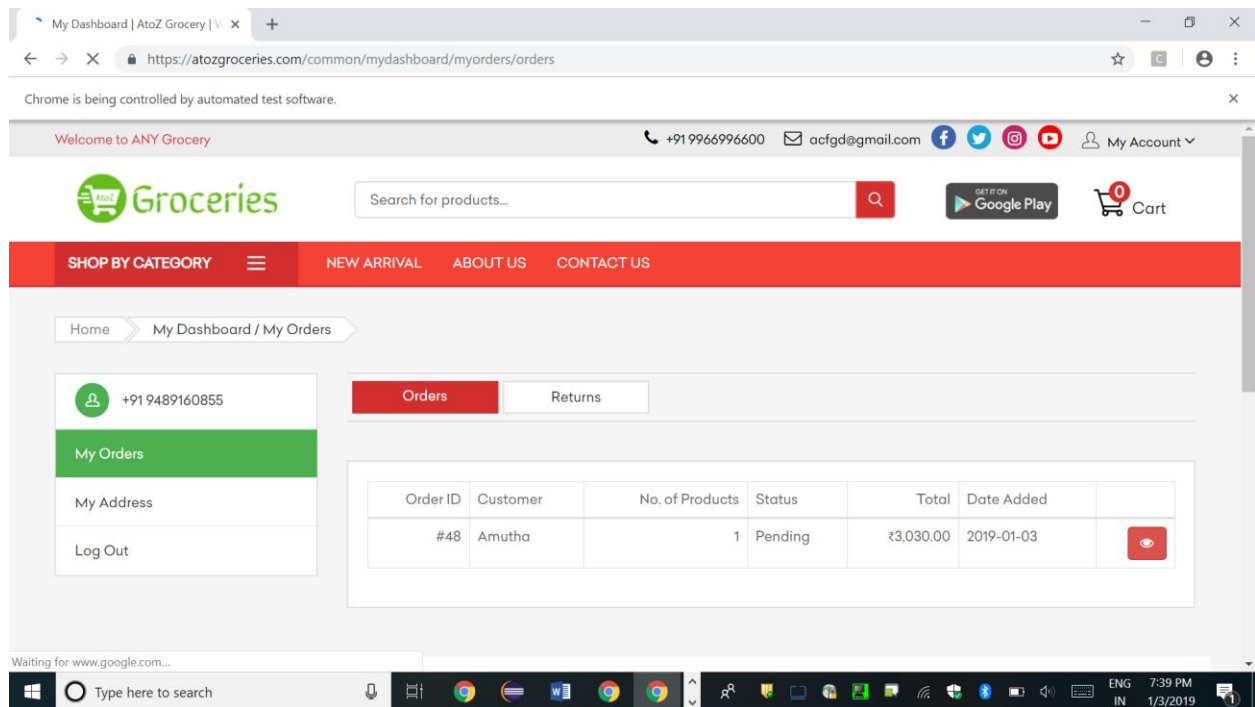 My Dashboard | AtoZ Grocery |
https://atozgroceries.com/common/mydashboard/myorders/orders
Chrome is being controlled by automated test software.
Welcome to ANY Grocery
+91 9966996600 acfgd@gmail.com My Account
AtoZ Groceries
Search for products...
GET IT ON
Google Play
0
Cart
SHOP BY CATEGORY NEW ARRIVAL ABOUT US CONTACT US
Home My Dashboard / My Orders
+91 9489160855
Orders Returns
My Orders
My Address
Log Out
Order ID Customer No. of Products Status Total Date Added
#48 Amutha 1 Pending ₹3,030.00 2019-01-03
Waiting for www.google.com...
Type here to search
ENG 7:39 PM
IN 1/3/2019